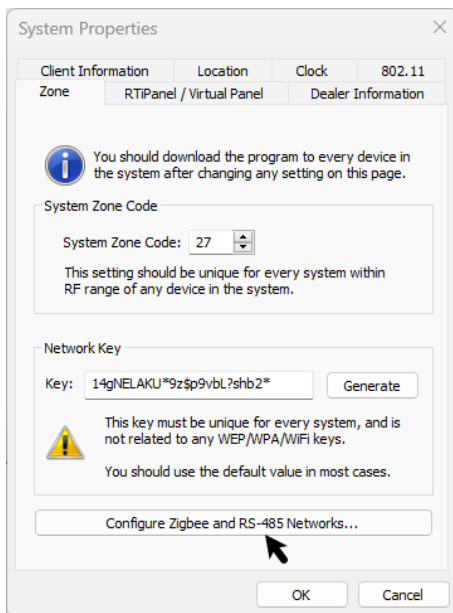 System Properties
Client Information Location Clock 802.11
Zone RTiPanel / Virtual Panel Dealer Information
You should download the program to every device in
the system after changing any setting on this page.
System Zone Code
System Zone Code: 27
This setting should be unique for every system within
RF range of any device in the system.
Network Key
Key: 14gNELAKU*9z$p9vbL?shb2* Generate
This key must be unique for every system, and is
not related to any WEP/WPA/WiFi keys.
You should use the default value in most cases.
Configure Zigbee and RS-485 Networks...
OK Cancel